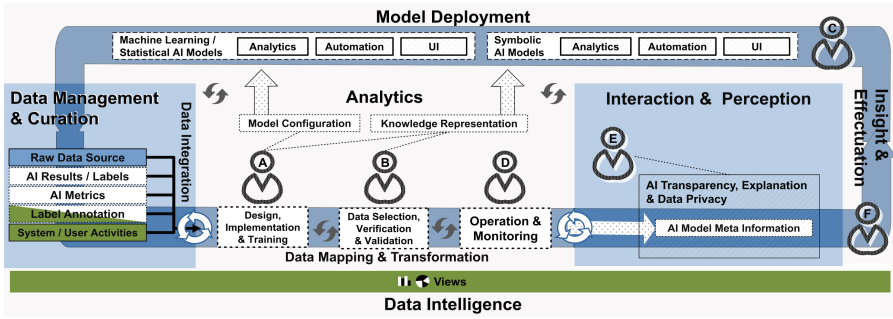 Model Deployment
Machine Learning /
Statistical AI Models
Analytics
Automation
UI
Symbolic
AI Models
Analytics
Automation
UI
C
Data Management
& Curation
Data Integration
Analytics
Model Configuration
Knowledge Representation
Interaction & Perception
Insight &
Effectuation
Raw Data Source
AI Results / Labels
AI Metrics
Label Annotation
System / User Activities
A
B
D
E
F
Design,
Implementation
& Training
Data Selection,
Verification
& Validation
Operation &
Monitoring
Data Mapping & Transformation
AI Transparency, Explanation
& Data Privacy
AI Model Meta Information
Views
Data Intelligence